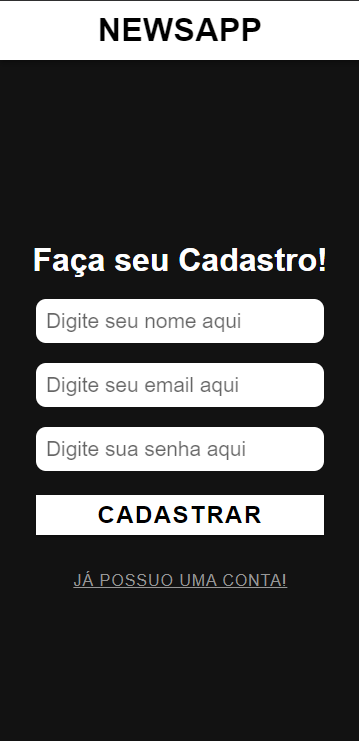 NEWSAPP
Faça seu Cadastro!
Digite seu nome aqui
Digite seu email aqui
Digite sua senha aqui
CADASTRAR
JÁ POSSUO UMA CONTA!